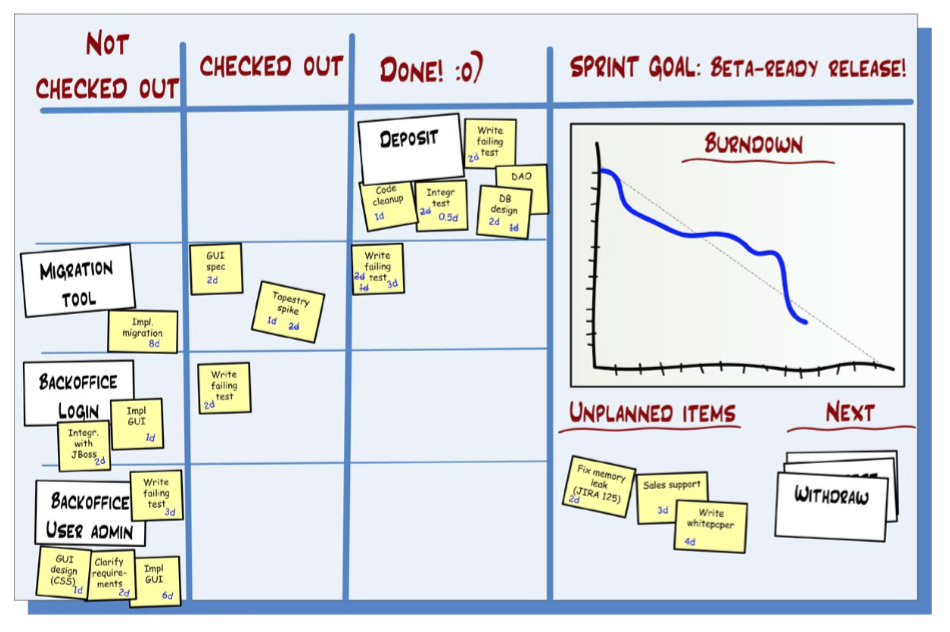 NOT
CHECKED OUT
CHECKED OUT
DONE! :o)
SPRINT GOAL: BETA-READY RELEASE!
DEPOSIT
Write
failing
test
2d
Code
cleanup
1d
Integr
test
2d 0.5d
DAO
DB
design
2d 1d
BURNDOWN
MIGRATION
TOOL
Impl.
migration
8d
GUI
spec
2d
Tapestry
spike
1d 2d
Write
failing
test
2d
1d 3d
BACKOFFICE
LOGIN
Integr.
with
JBoss
2d
Impl
GUI
1d
Write
failing
test
2d
BACKOFFICE
USER ADMIN
Write
failing
test
3d
GUI
design
(CSS)
1d
Clarify
require-
ments
2d
Impl
GUI
6d
UNPLANNED ITEMS
NEXT
Fix memory
leak
(JIRA 125)
2d
Sales support
3d
Write
whitepaper
4d
WITHDRAW